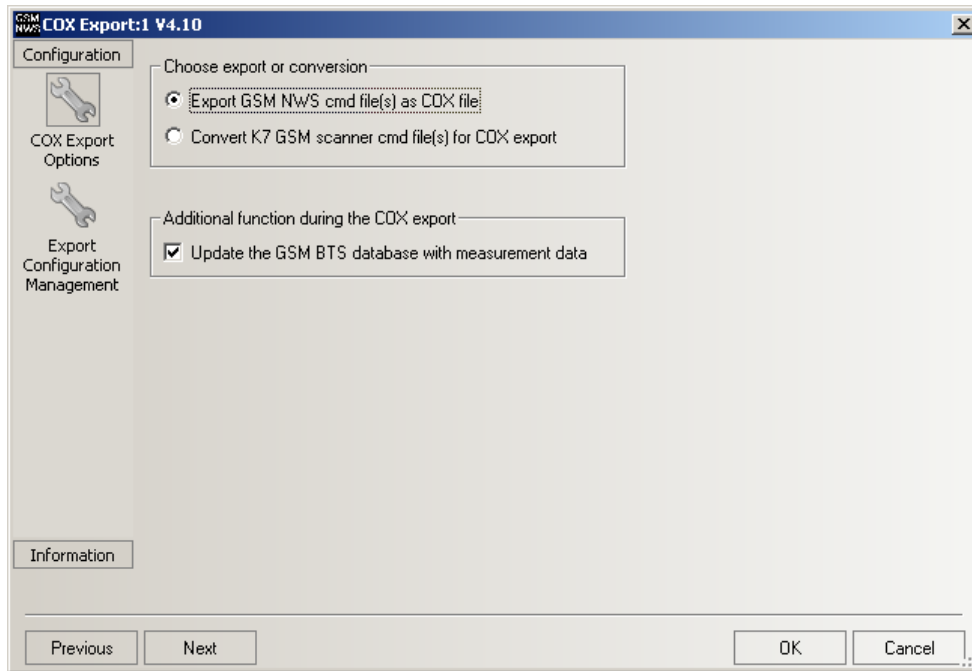 GSM
NWS
COX Export:1 V4.10
Configuration
COX Export
Options
Export
Configuration
Management
Information
Choose export or conversion
Export GSM NWS cmd file(s) as COX file
Convert K7 GSM scanner cmd file(s) for COX export
Additional function during the COX export
Update the GSM BTS database with measurement data
Previous
Next
OK
Cancel